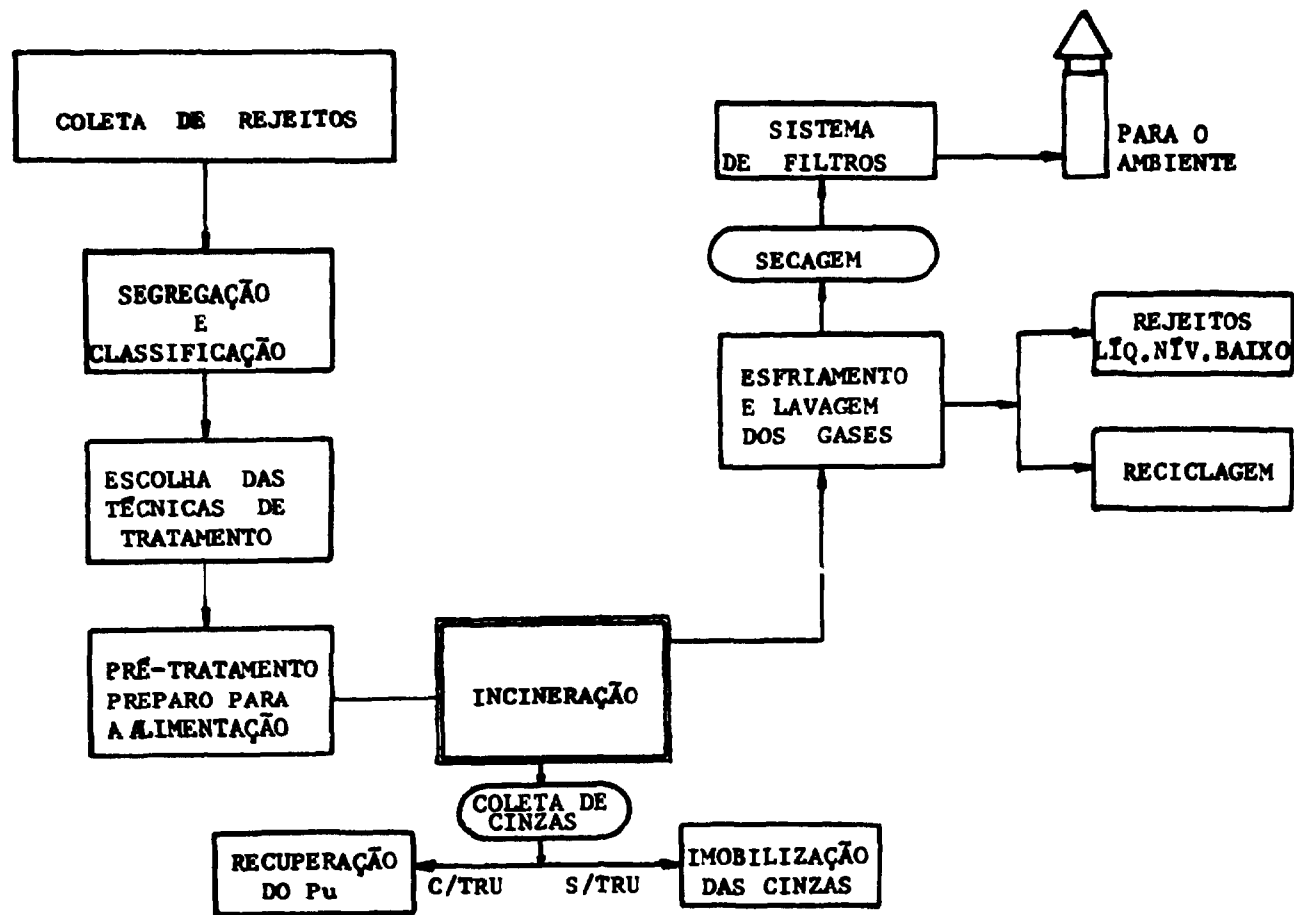 COLETA DE REJEITOS
SEGREGAÇÃO
E
CLASSIFICAÇÃO
ESCOLHA DAS
TÉCNICAS DE
TRATAMENTO
PRÉ-TRATAMENTO
PREPARO PARA
A ALIMENTAÇÃO
INCINERAÇÃO
COLETA DE
CINZAS
RECUPERAÇÃO
DO Pu
C/TRU
S/TRU
IMOBILIZAÇÃO
DAS CINZAS
ESFRIAMENTO
E LAVAGEM
DOS GASES
REJEITOS
LÍQ.NÍV.BAIXO
RECICLAGEM
SECAGEM
SISTEMA
DE FILTROS
PARA O
AMBIENTE